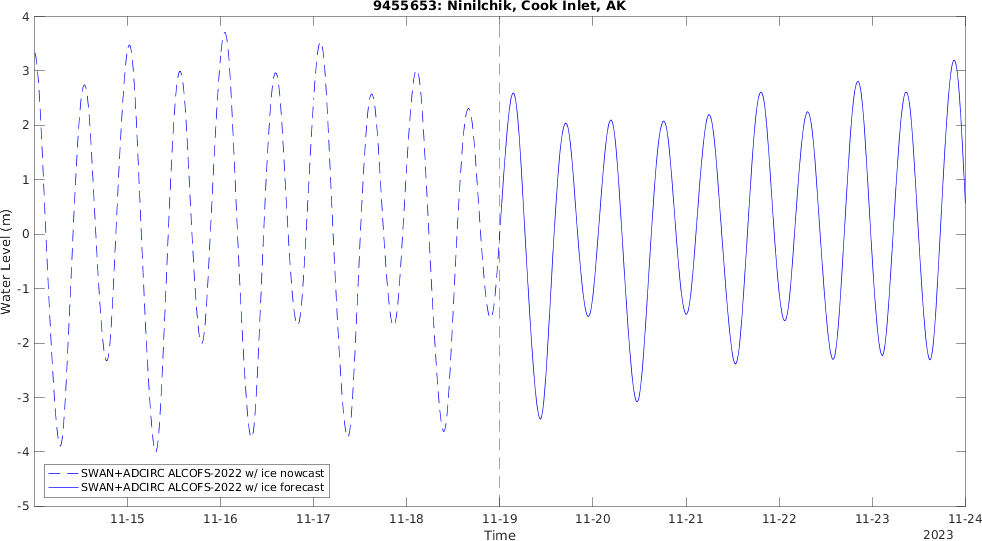 9455653: Ninilchik, Cook Inlet, AK
4
3
2
1
0
-1
-2
-3
-4
-5
Water Level (m)
SWAN+ADCIRC ALCOFS-2022 w/ ice nowcast
SWAN+ADCIRC ALCOFS-2022 w/ ice forecast
11-15 11-16 11-17 11-18 11-19 11-20 11-21 11-22 11-23 11-24
Time
2023